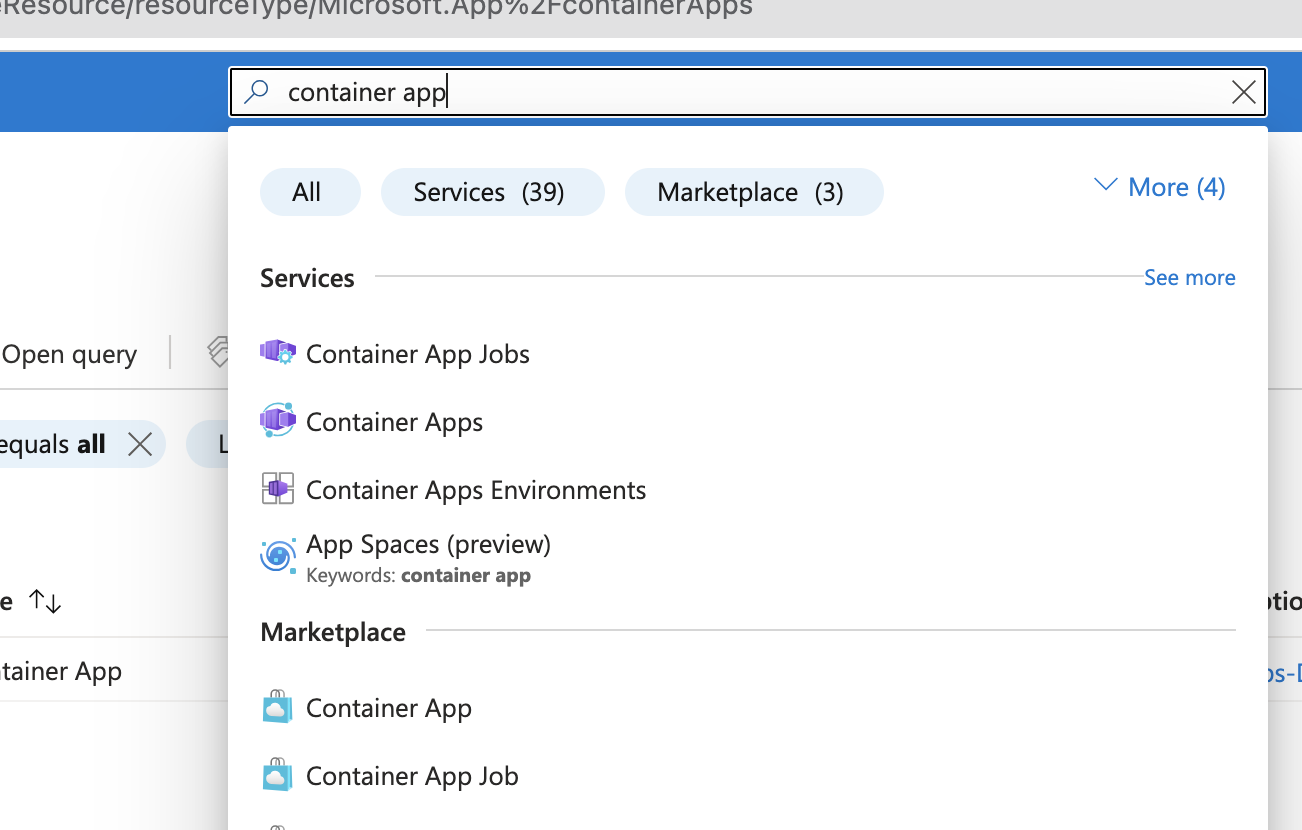 eResource/resourceType/Microsoft.App%2FcontainerApps
container app
All
Services (39)
Marketplace (3)
More (4)
Services
See more
Container App Jobs
Open query
Container Apps
equals all
L
Container Apps Environments
App Spaces (preview)
Keywords: container app
e
ptio
Marketplace
tainer App
os-D
Container App
Container App Job